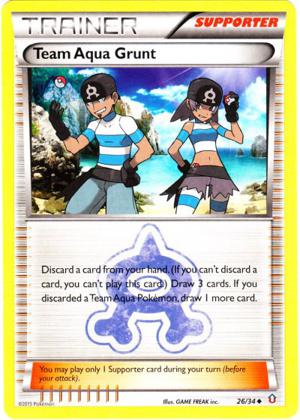 TRAINER SUPPORTER
Team Aqua Grunt
Discard a card from your hand. (If you can't discard a
card, you can't play this card.) Draw 3 cards. If you
discarded a Team Aqua Pokémon, draw 1 more card.
You may play only 1 Supporter card during your turn (before
your attack).
©2015 Pokémon Illus. GAME FREAK inc. 26/34